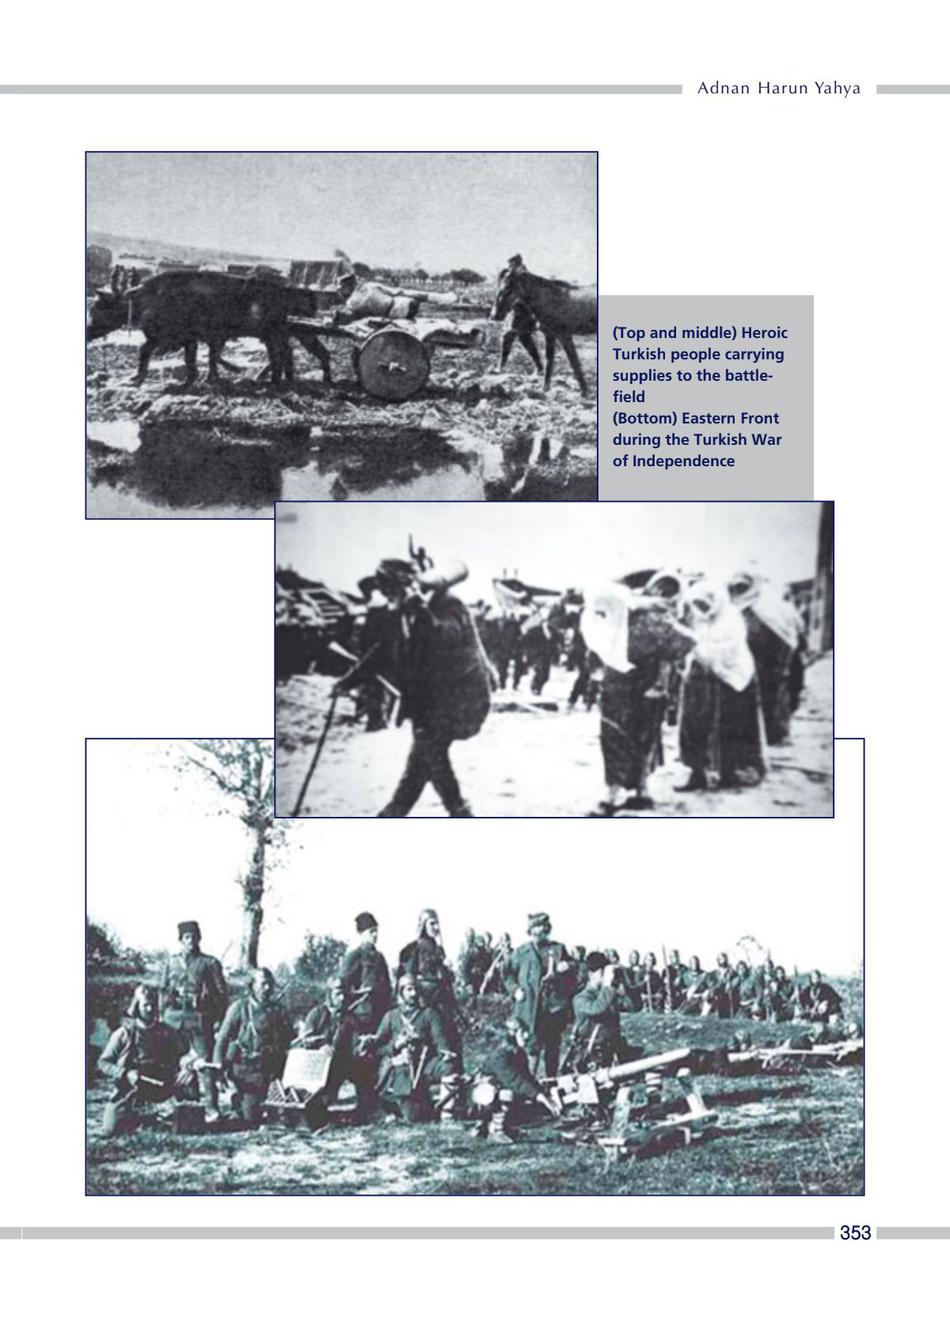 Adnan Harun Yahya
(Top and middle) Heroic
Turkish people carrying
supplies to the battle-
field
(Bottom) Eastern Front
during the Turkish War
of Independence
353